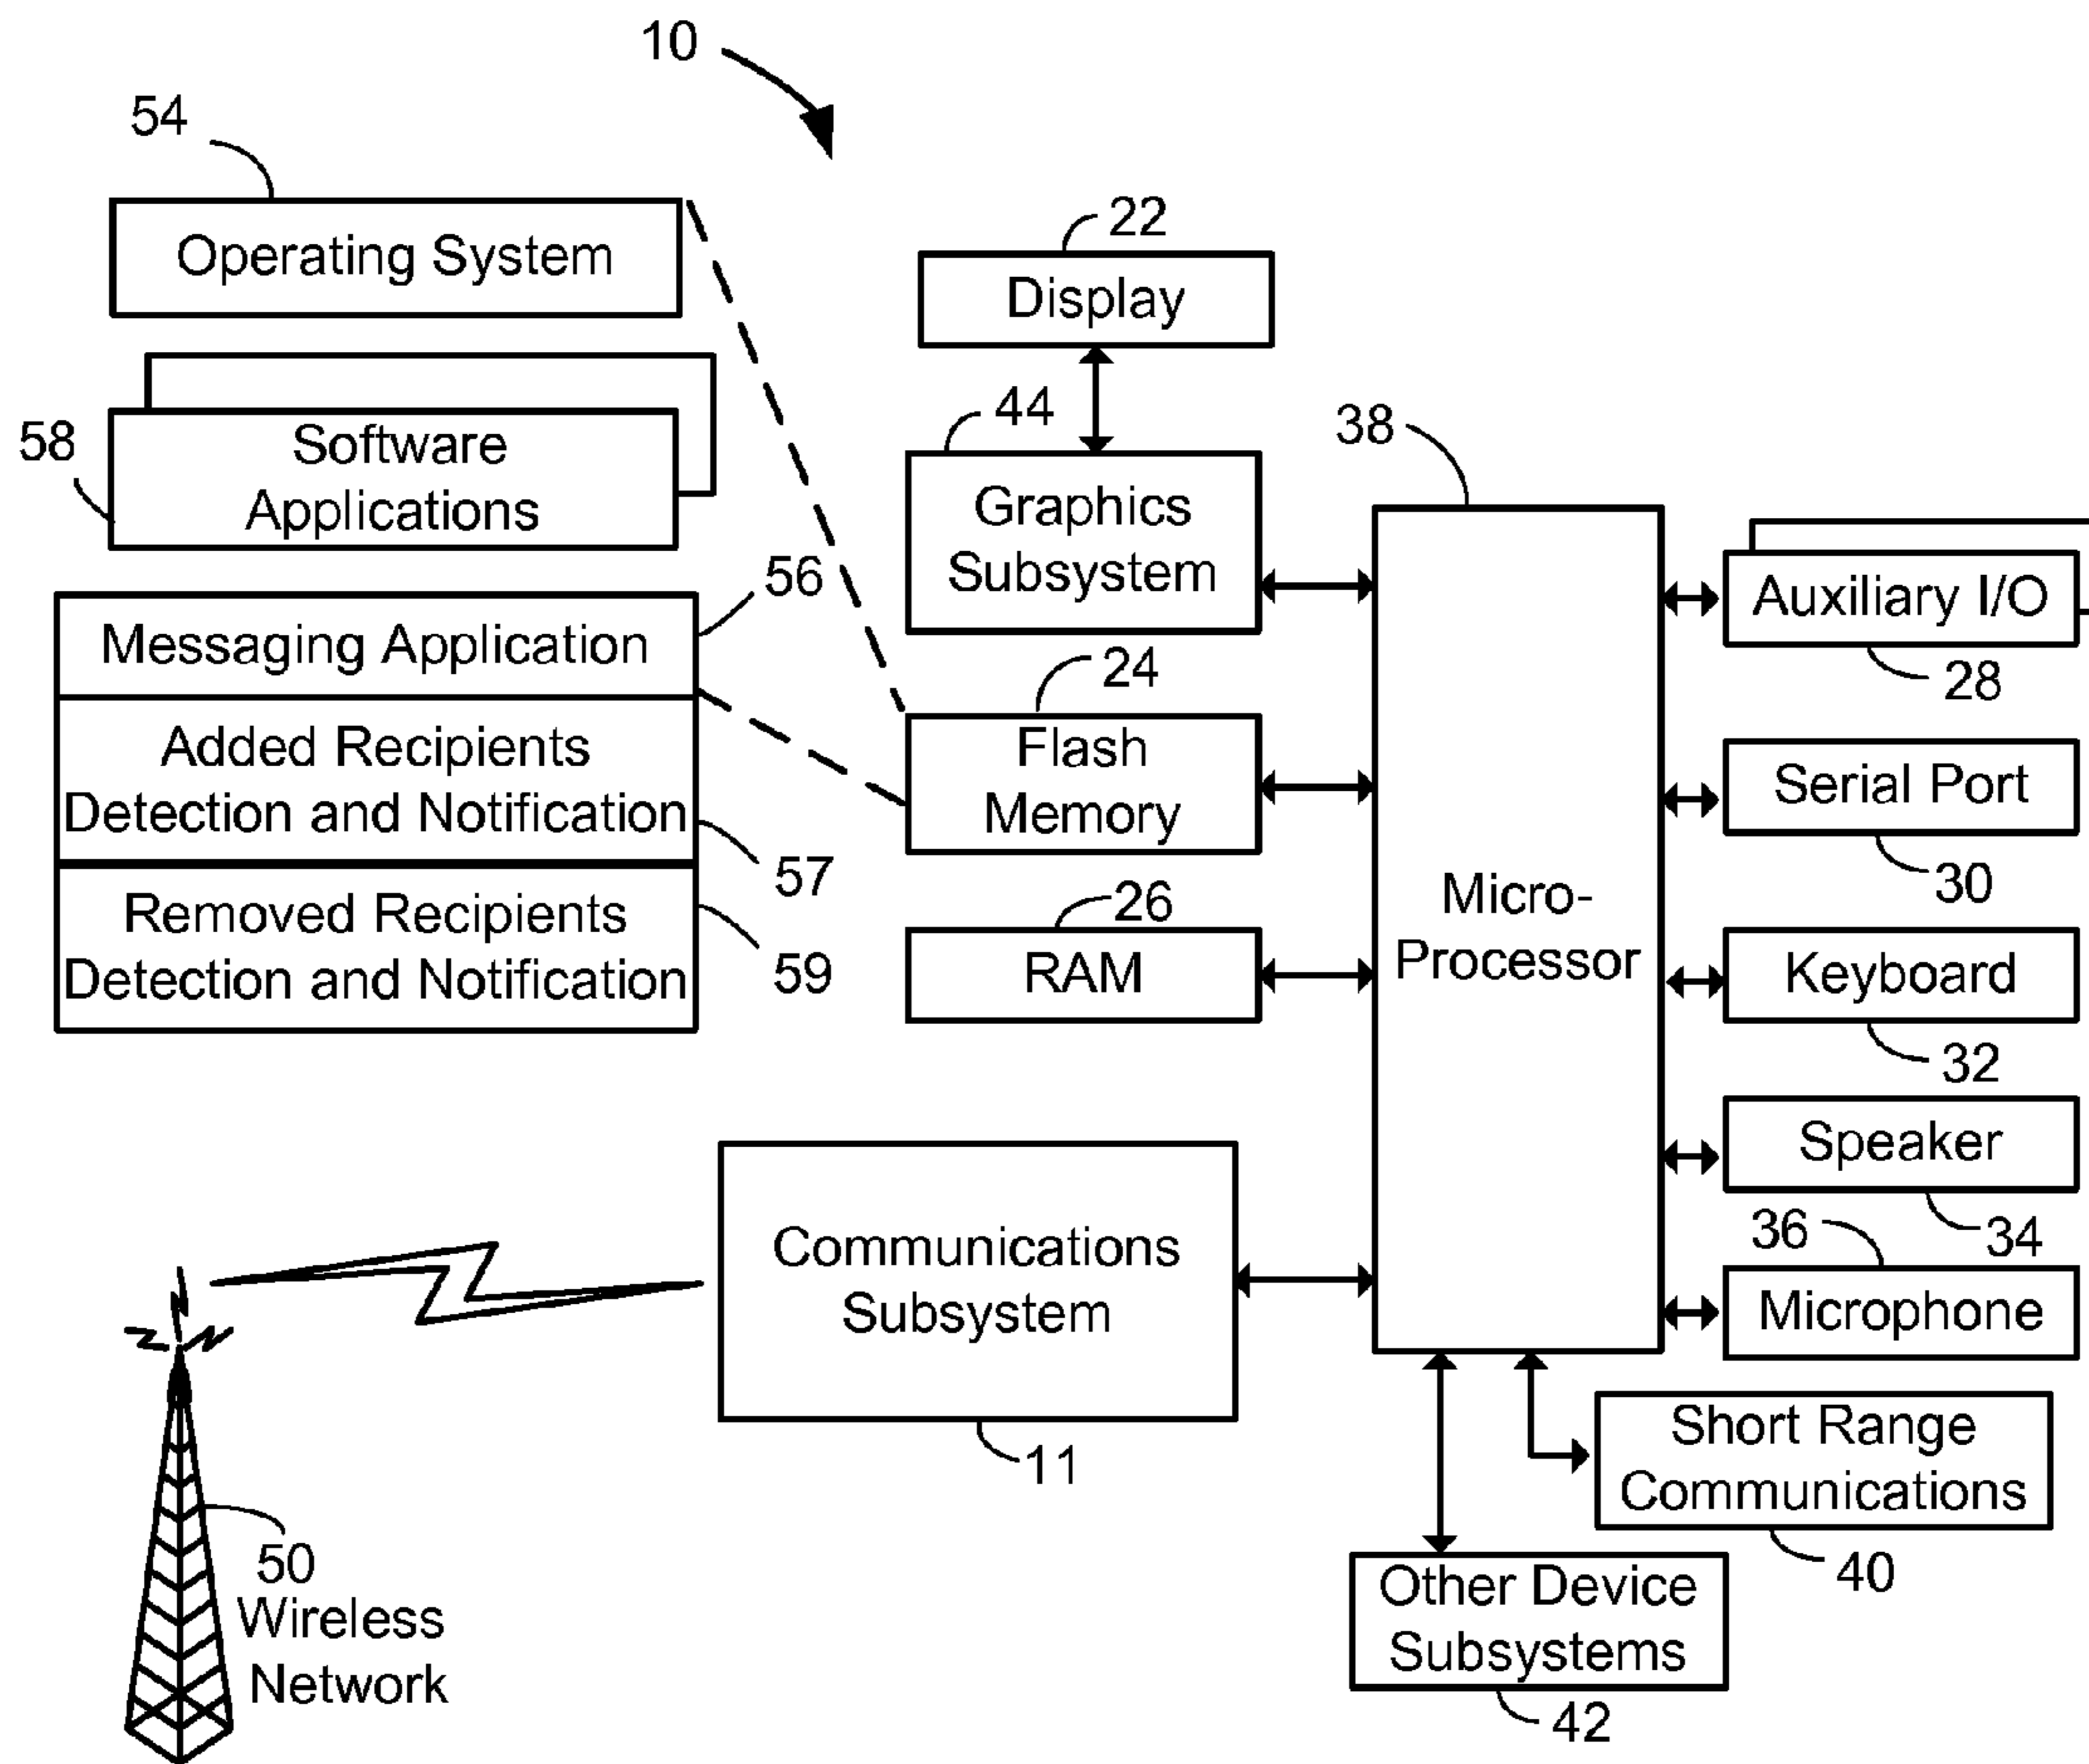 10
54
Operating System
22
Display
58
Software
Applications
44
Graphics
Subsystem
38
Micro-
Processor
Auxiliary I/O
28
56
Messaging Application
Added Recipients
Detection and Notification
57
Removed Recipients
Detection and Notification
59
24
Flash
Memory
Serial Port
30
26
RAM
Keyboard
32
Speaker
34
36
Microphone
Communications
Subsystem
11
Short Range
Communications
40
50
Wireless
Network
Other Device
Subsystems
42